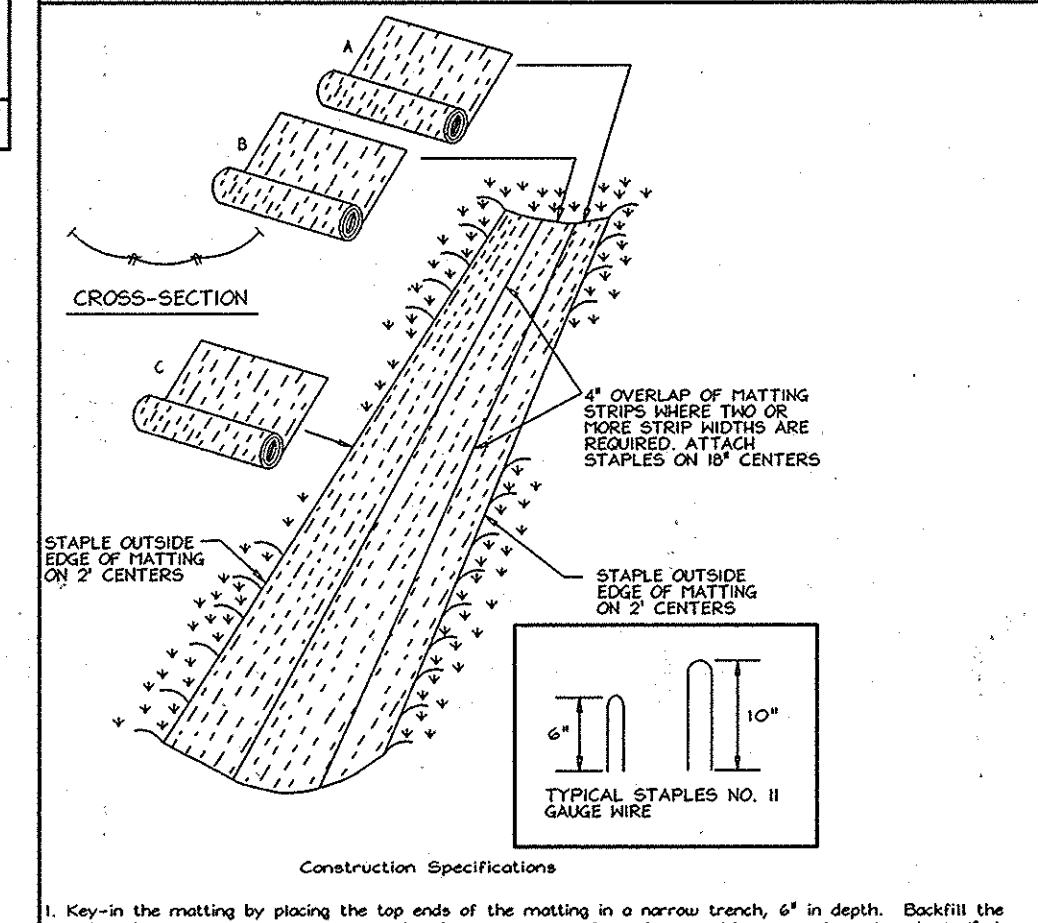 A
B
CROSS-SECTION
C
4" OVERLAP OF MATTING
STRIPS WHERE TWO OR
MORE STRIP WIDTHS ARE
REQUIRED. ATTACH
STAPLES ON 18" CENTERS
STAPLE OUTSIDE
EDGE OF MATTING
ON 2' CENTERS
STAPLE OUTSIDE
EDGE OF MATTING
ON 2' CENTERS
6"
10"
TYPICAL STAPLES NO. 11
GAUGE WIRE
Construction Specifications
1. Key-in the matting by placing the top ends of the matting in a narrow trench, 6" in depth. Backfill the